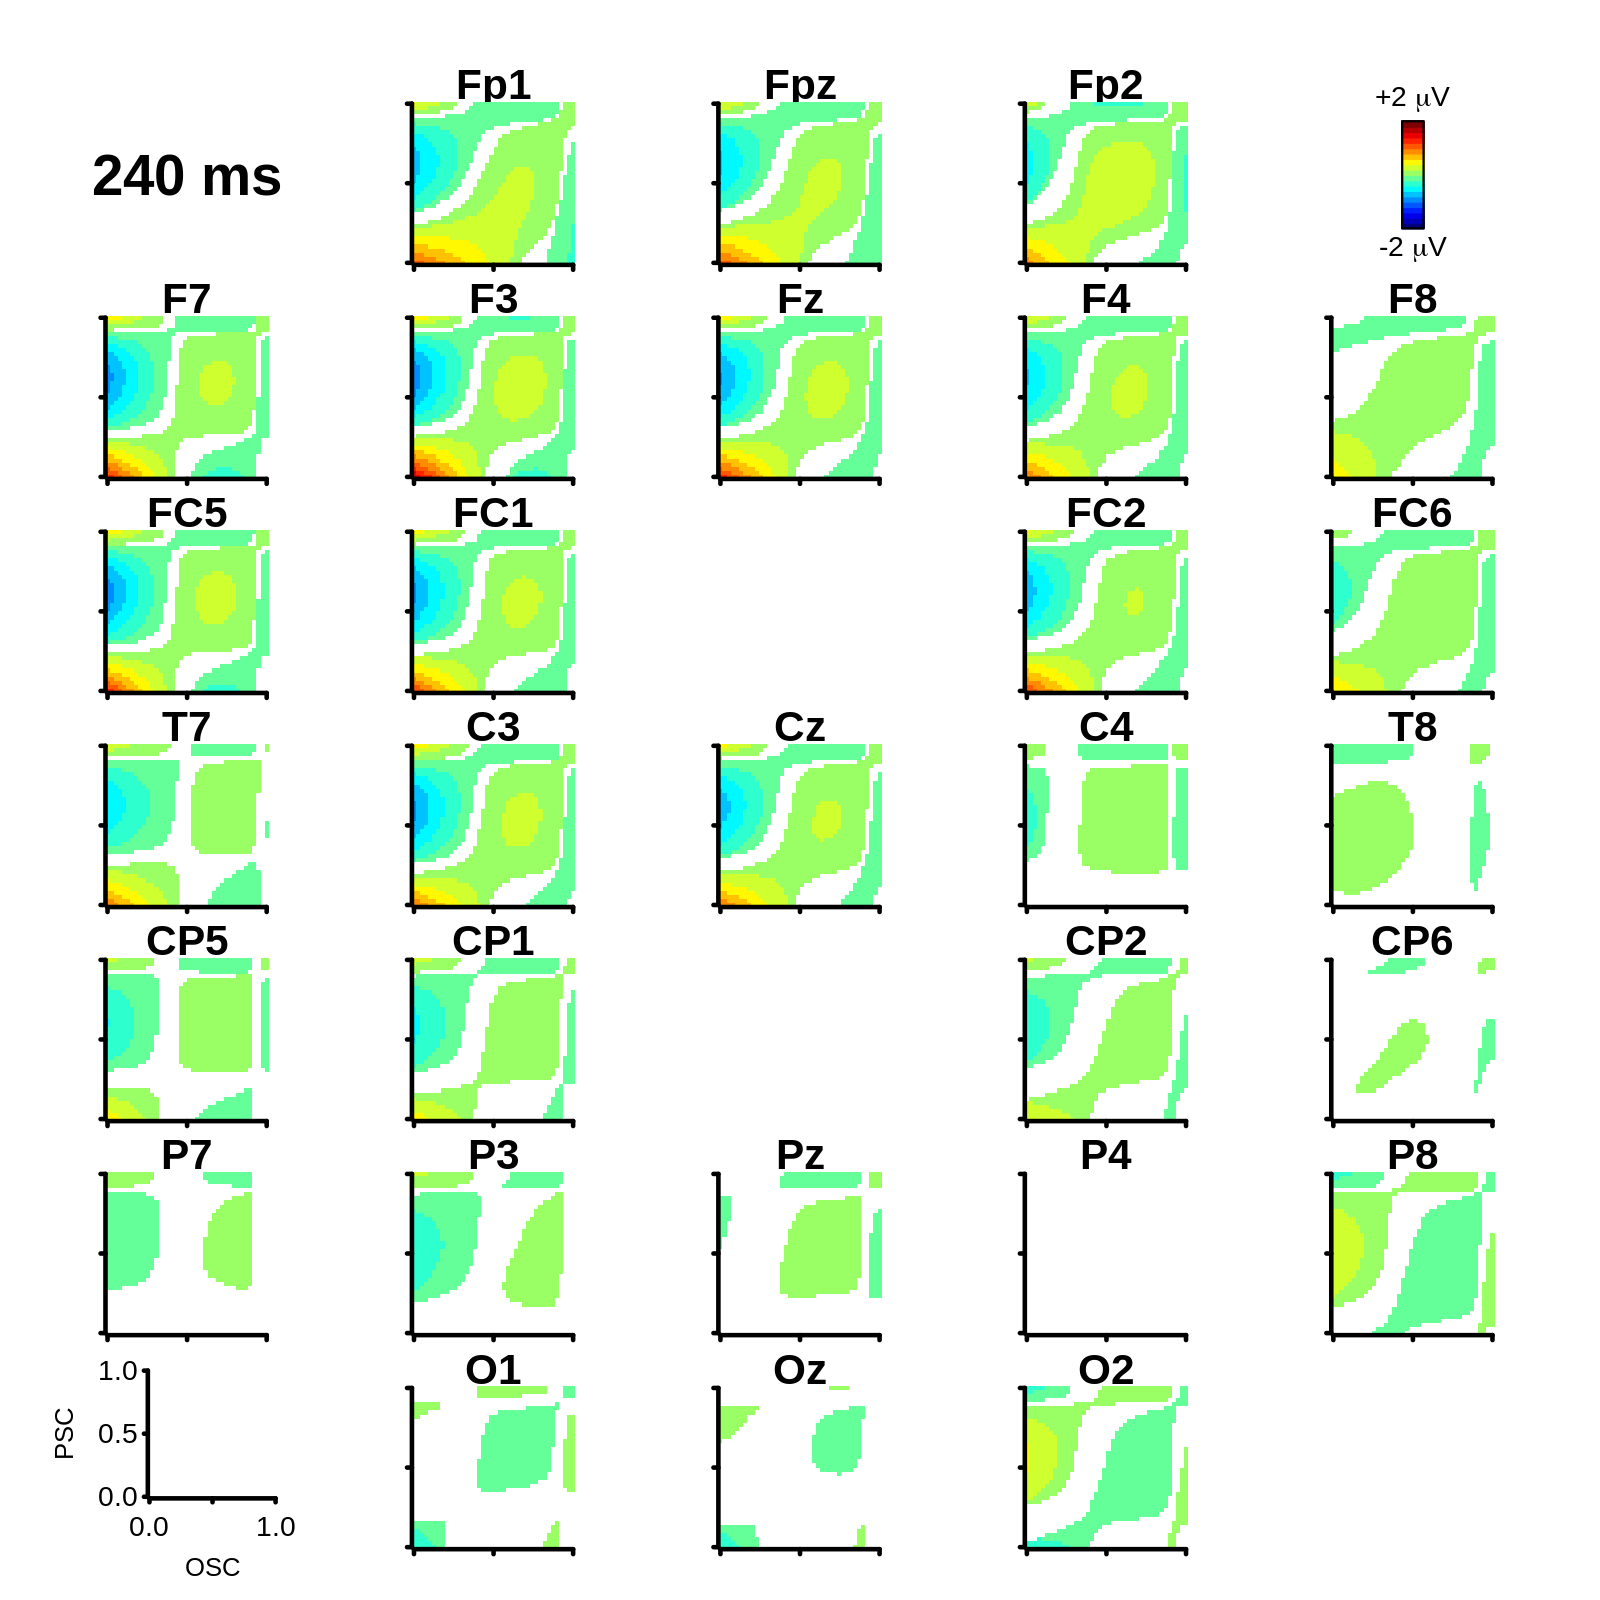 Fp1 Fpz Fp2
+2 μV
240 ms
-2 μV
F7 F3 Fz F4 F8
FC5 FC1 FC2 FC6
T7 C3 Cz C4 T8
CP5 CP1 CP2 CP6
P7 P3 Pz P4 P8
O1 Oz O2
1.0
PSC
0.5
0.0
0.0 1.0
OSC